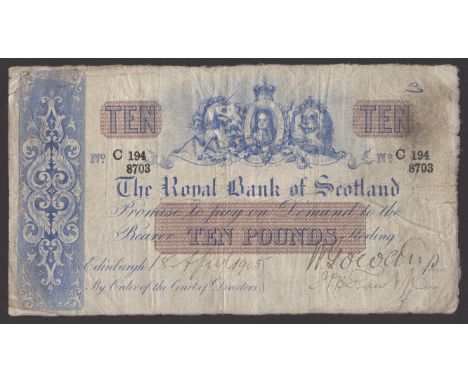 TEN TEN
No C 194 No C 194
8703 8703
The Royal Bank of Scotland
Promise to pay on Demand to the
Bearer TEN POUNDS Sterling
Edinburgh 18 April 1905
By Order of the Court of Directors